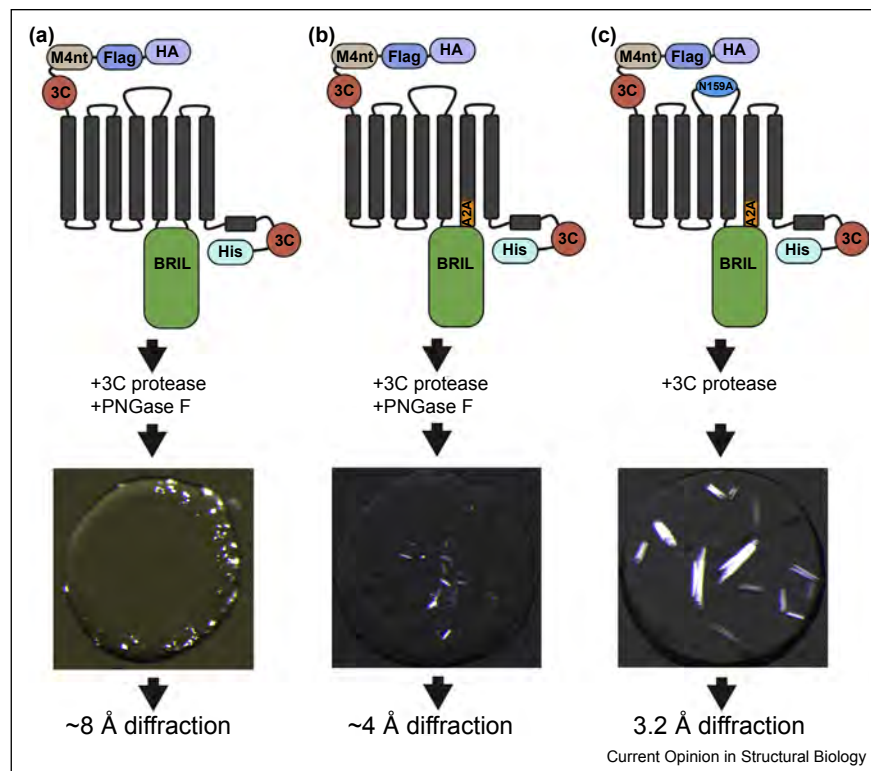 (a)
M4nt Flag HA
3C
BRIL
His
3C
+3C protease
+PNGase F
~8 Å diffraction
(b)
M4nt Flag HA
3C
A2A
BRIL
His
3C
+3C protease
+PNGase F
~4 Å diffraction
(c)
M4nt Flag HA
3C
N159A
A2A
BRIL
His
3C
+3C protease
3.2 Å diffraction
Current Opinion in Structural Biology